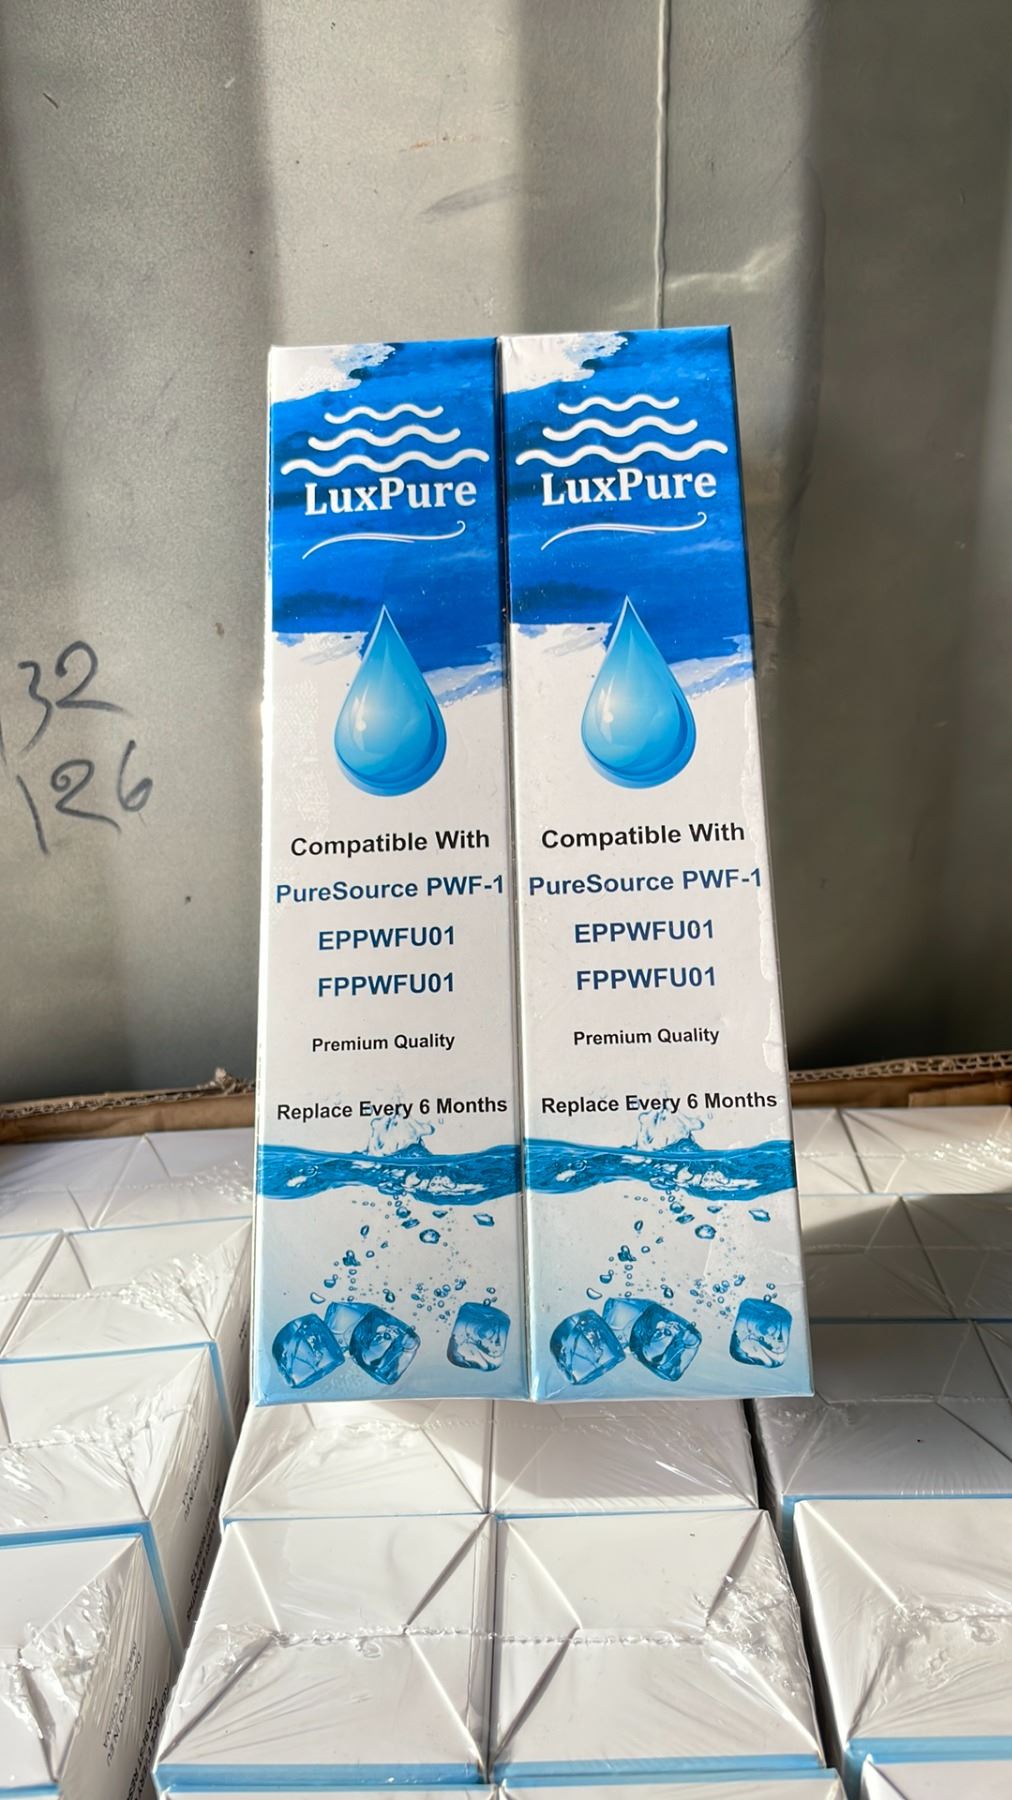 LuxPure
Compatible With
PureSource PWF-1
EPPWFU01
FPPWFU01
Premium Quality
Replace Every 6 Months
LuxPure
Compatible With
PureSource PWF-1
EPPWFU01
FPPWFU01
Premium Quality
Replace Every 6 Months
32
126